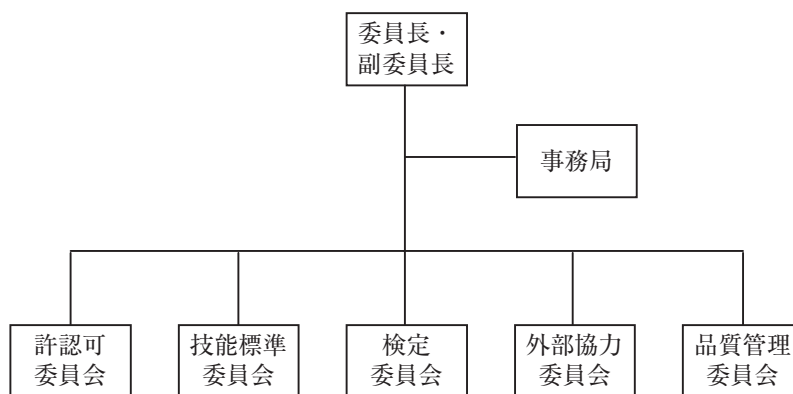 委員長・
副委員長
事務局
許認可
委員会
技能標準
委員会
検定
委員会
外部協力
委員会
品質管理
委員会